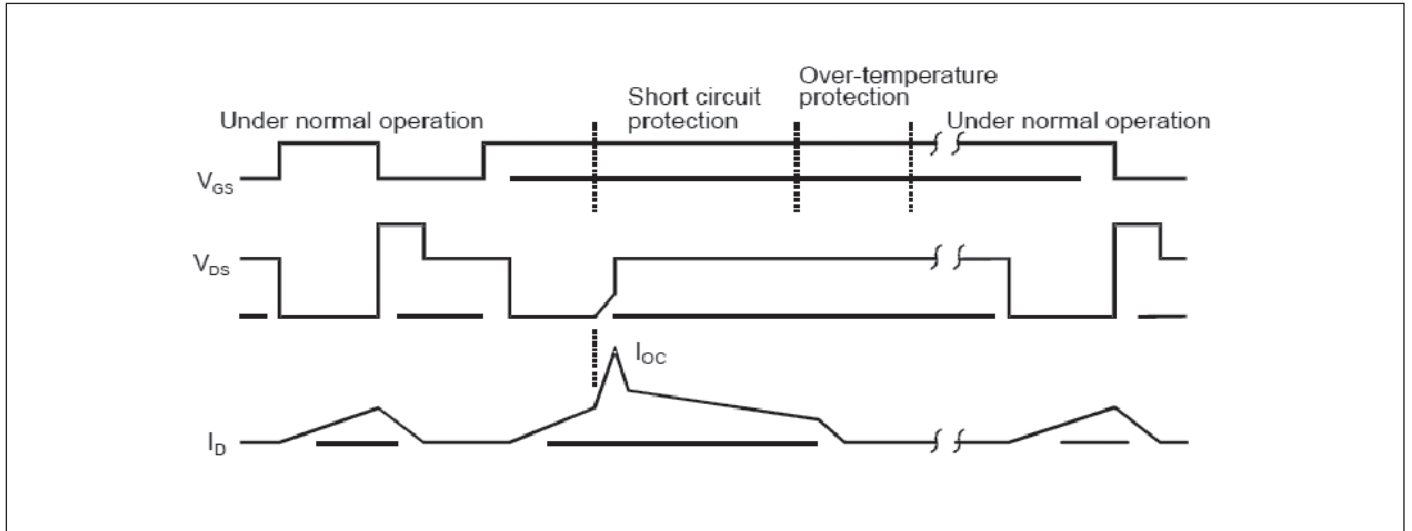 Over-temperature
protection
Short circuit
protection
Under normal operation
Under normal operation
VGS
VDS
IOC
ID